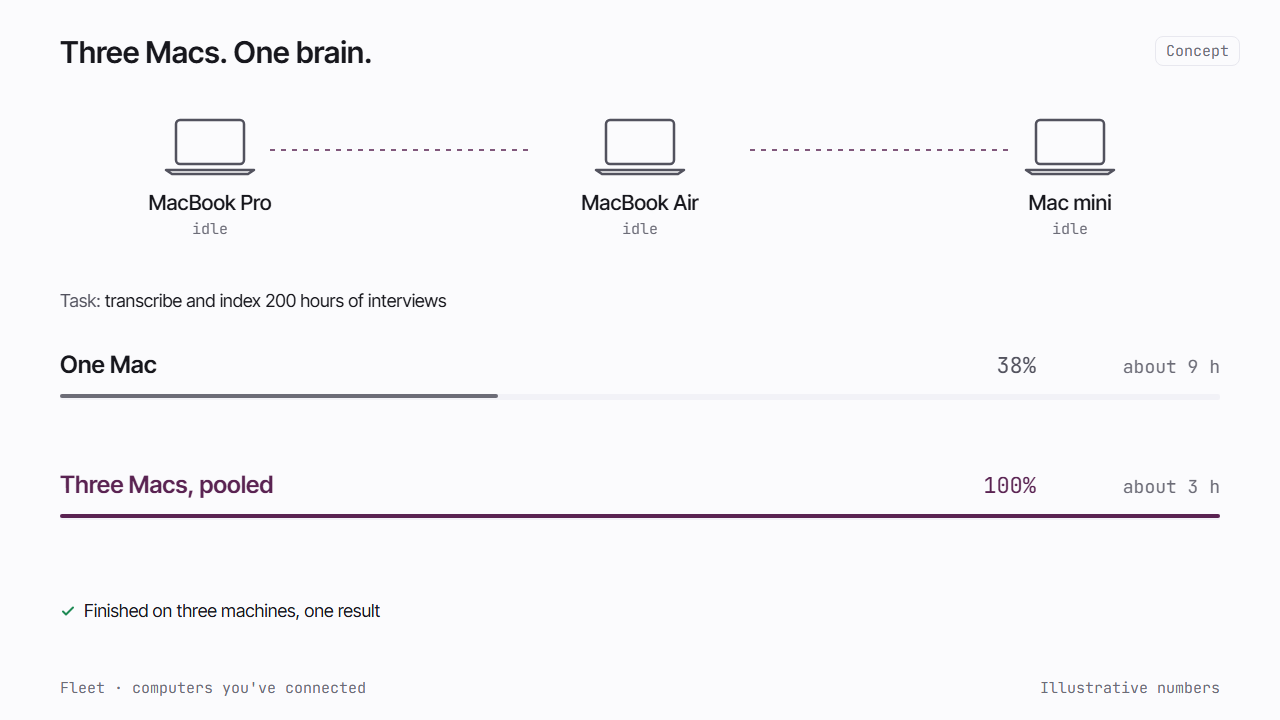 Three Macs. One brain.
Concept
MacBook Pro
idle
MacBook Air
idle
Mac mini
idle
Task: transcribe and index 200 hours of interviews
One Mac
38%
about 9 h
Three Macs, pooled
100%
about 3 h
Finished on three machines, one result
Fleet · computers you've connected
Illustrative numbers